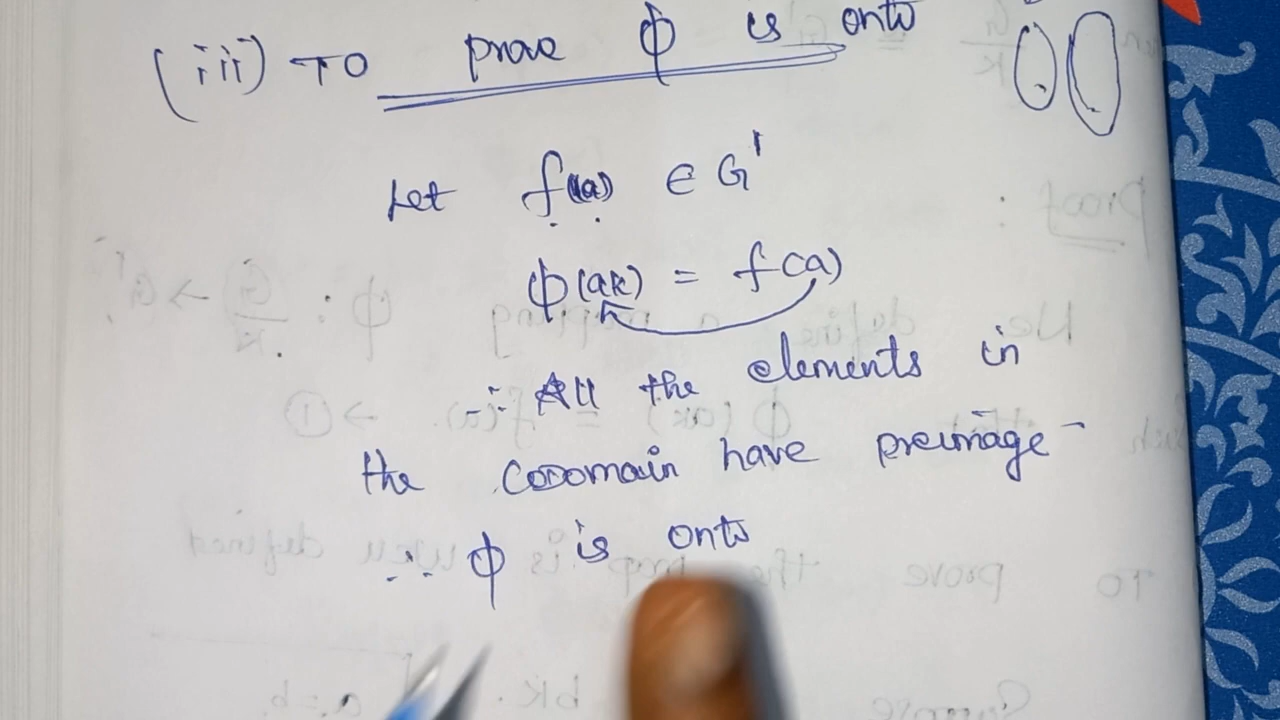 (iii) TO prove ϕ is onto
Let f(a) ∈ G'
ϕ(ak) = f(a)
∴ All the elements in
the codomain have preimage
∴ ϕ is onto